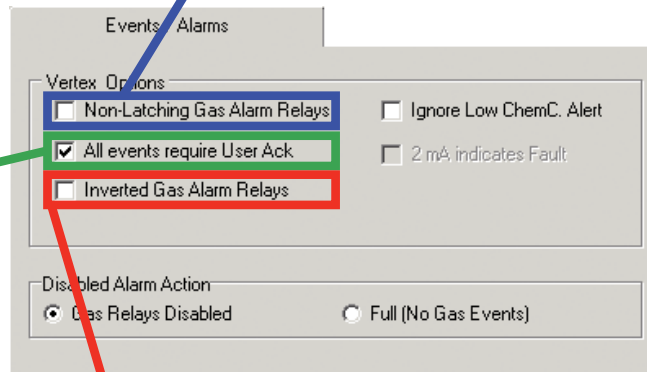 Events / Alarms
Vertex Options
Non-Latching Gas Alarm Relays
Ignore Low ChemC. Alert
All events require User Ack
2 mA indicates Fault
Inverted Gas Alarm Relays
Disabled Alarm Action
Gas Relays Disabled
Full (No Gas Events)